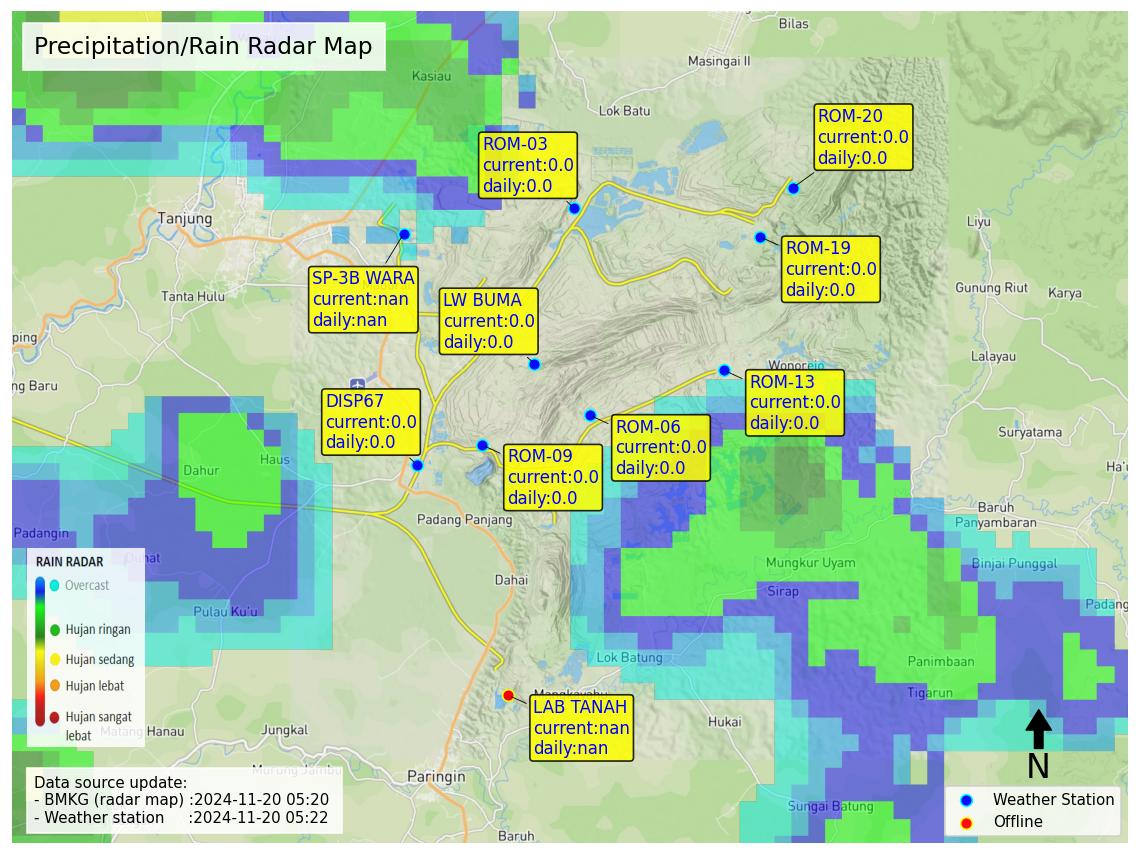 Precipitation/Rain Radar Map
Bilas
Masingai II
Kasiau
Lok Batu
ROM-20
current:0.0
daily:0.0
ROM-03
current:0.0
daily:0.0
Tanjung
Liyu
ROM-19
current:0.0
daily:0.0
SP-3B WARA
current:nan
daily:nan
Tanta Hulu
LW BUMA
current:0.0
daily:0.0
Gunung Riut
Karya
ping
Lalayau
Wonorejo
ng Baru
ROM-13
current:0.0
daily:0.0
DISP67
current:0.0
daily:0.0
ROM-06
current:0.0
daily:0.0
Suryatama
ROM-09
current:0.0
daily:0.0
Haus
Dahur
Ha'u
Baruh
Panyambaran
Padang Panjang
Padangin
Mungkur Uyam
Binjai Punggal
Dahai
Sirap
Padang
Pulau Ku'u
RAIN RADAR
Overcast
Hujan ringan
Hujan sedang
Hujan lebat
Hujan sangat
lebat
Lok Batung
Panimbaan
Tigarun
LAB TANAH
current:nan
daily:nan
Hukai
Manau
Jungkal
Paringin
N
Data source update:
- BMKG (radar map) :2024-11-20 05:20
- Weather station :2024-11-20 05:22
Sungai Batung
Baruh
Weather Station
Offline